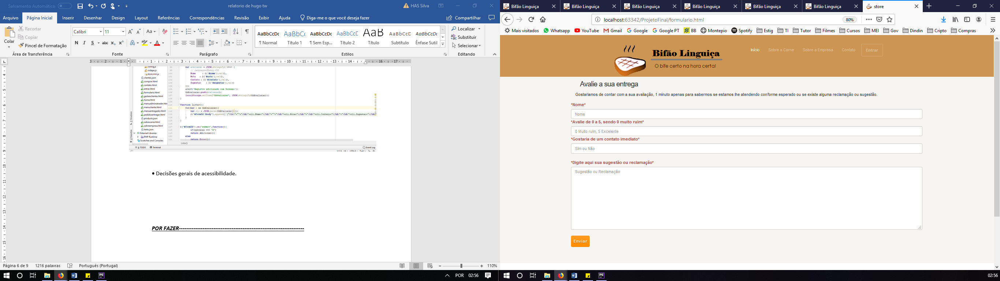 Salvamento Automático
relatorio de hugo tw
HAS Silva
Arquivo Página Inicial Inserir Desenhar Design Layout Referências Correspondências Revisão Exibir Ajuda Diga-me o que você deseja fazer
Compartilhar
Colar
Recortar
Copiar
Pincel de Formatação
Área de Transferência
Calibri 11
Fonte
Parágrafo
¶ Normal Título 1 ¶ Sem Esp... Título 2 Título Subtítulo Ênfase Sutil
Estilos
Localizar
Substituir
Selecionar
Editando
config.js
rodape.js
store.min.js
clientes.json
comprar.html
contato.html
entrar.html
formulario.html
gestaoclientes.html
home.html
menuadministrador.htm
menucliente.html
menuentregador.html
pedidosentregar.html
products.json
sobrecarne.html
sobreempresa.html
texto.json
External Libraries
PHP Runtime
Scratches and Consoles
var avaliacao = JSON.stringify(
// language=JQuery-CSS
Nome : $('#nome').val(),
Nota : $('#nota').val(),
Contato : $('#contato').val(),
Sugestao : $('#sugestao').val()
});
alert('Registro adicionado com Sucesso');
tbAvaliacao.push(avaliacao);
localStorage.setItem("tbAvaliacao", JSON.stringify(tbAvaliacao));
}
function Listar(){
for(var i in tbAvaliacao){
var cli = JSON.parse(tbAvaliacao[i]);
}
}
$("#formId").on("submit",function(){
if(operacao === "A")
return Adicionar();
else
return Error();
Listar()
6: TODO Terminal
Event Log
• Decisões gerais de acessibilidade.
POR FAZER----------------------------------------------------------------------
Página 6 de 9 1216 palavras Português (Portugal)
110%
POR 02:56
Bifão Linguiça Bifão Linguiça Bifão Linguiça Bifão Linguiça Bifão Linguiça Bifão Linguiça store
localhost:63342/ProjetoFinal/formulario.html 80%
Mais visitados Whatsapp YouTube Gmail Google Google PT BB Montepio Spotify Estig TI Tutor Filmes Cursos MEI Gov Dindin Cripto Compras
Bifão Linguiça
O bife certo na hora certa!
Início Sobre a Carne Sobre a Empresa Contato Entrar
Avalie a sua entrega
Gostariamos de contar com a sua avaliação, 1 minuto apenas para sabermos se estamos lhe atendendo conforme esperado ou se existe alguma reclamação ou sugestão.
*Nome*
Nome
*Avalie de 0 a 5, sendo 0 muito ruim*
0 Muito ruim, 5 Excelente
*Gostaria de um contato imediato*
Sim ou Não
*Digite aqui sua sugestão ou reclamação*
Sugestão ou Reclamação
Enviar
02:56